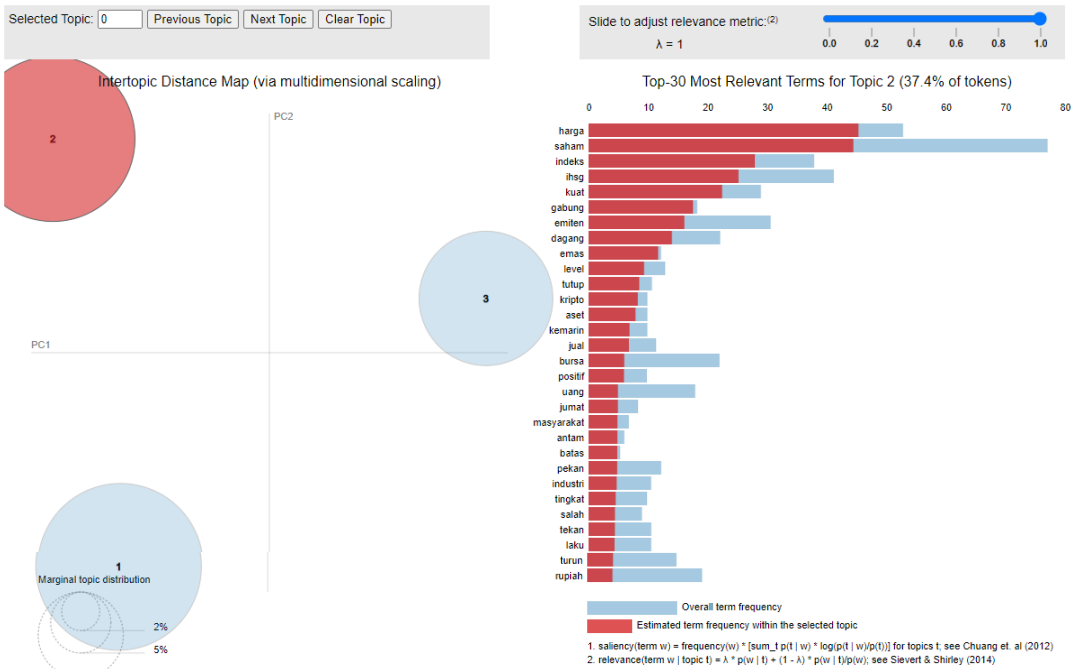 Selected Topic: 0 Previous Topic Next Topic Clear Topic
Slide to adjust relevance metric:(2)
λ = 1
0.0 0.2 0.4 0.6 0.8 1.0
Intertopic Distance Map (via multidimensional scaling)
PC2
PC1
2
3
1
Marginal topic distribution
2%
5%
Top-30 Most Relevant Terms for Topic 2 (37.4% of tokens)
0 10 20 30 40 50 60 70 80
harga
saham
indeks
ihsg
kuat
gabung
emiten
dagang
emas
level
tutup
kripto
aset
kemarin
jual
bursa
positif
uang
jumat
masyarakat
antam
batas
pekan
industri
tingkat
salah
tekan
laku
turun
rupiah
Overall term frequency
Estimated term frequency within the selected topic
1. saliency(term w) = frequency(w) * [sum_t p(t | w) * log(p(t | w)/p(t))] for topics t; see Chuang et. al (2012)
2. relevance(term w | topic t) = λ * p(w | t) + (1 - λ) * p(w | t)/p(w); see Sievert & Shirley (2014)